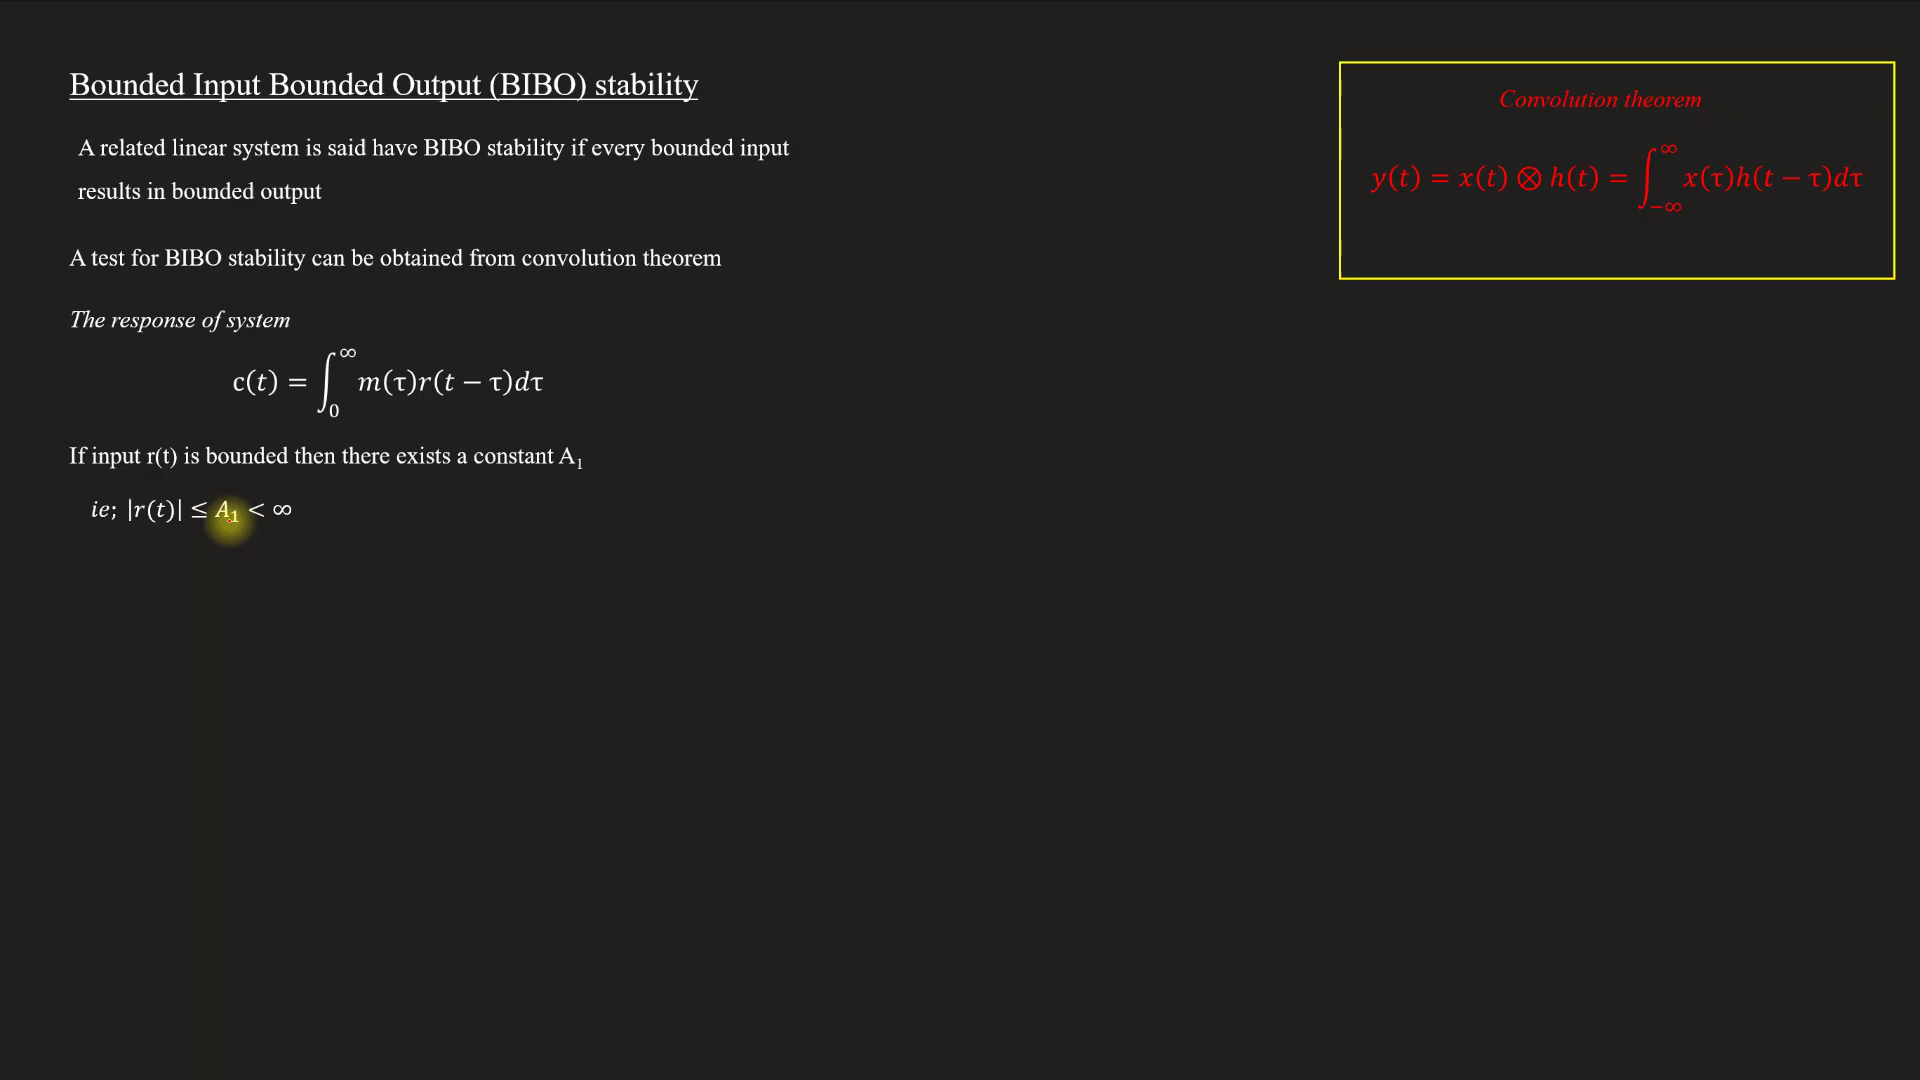 Bounded Input Bounded Output (BIBO) stability
A related linear system is said have BIBO stability if every bounded input
results in bounded output
A test for BIBO stability can be obtained from convolution theorem
The response of system
c(t) = ∫₀^∞ m(τ)r(t − τ)dτ
If input r(t) is bounded then there exists a constant A₁
ie; |r(t)| ≤ A₁ < ∞
Convolution theorem
y(t) = x(t) ⊗ h(t) = ∫₋∞^∞ x(τ)h(t − τ)dτ